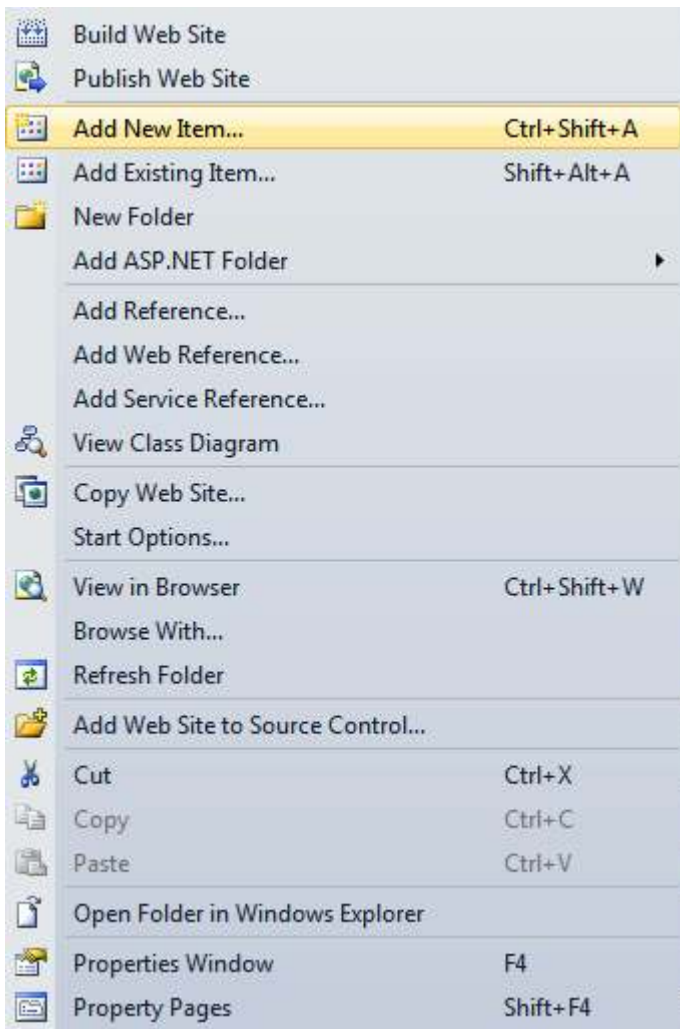 Build Web Site
Publish Web Site
Add New Item... Ctrl+Shift+A
Add Existing Item... Shift+Alt+A
New Folder
Add ASP.NET Folder
Add Reference...
Add Web Reference...
Add Service Reference...
View Class Diagram
Copy Web Site...
Start Options...
View in Browser Ctrl+Shift+W
Browse With...
Refresh Folder
Add Web Site to Source Control...
Cut Ctrl+X
Copy Ctrl+C
Paste Ctrl+V
Open Folder in Windows Explorer
Properties Window F4
Property Pages Shift+F4